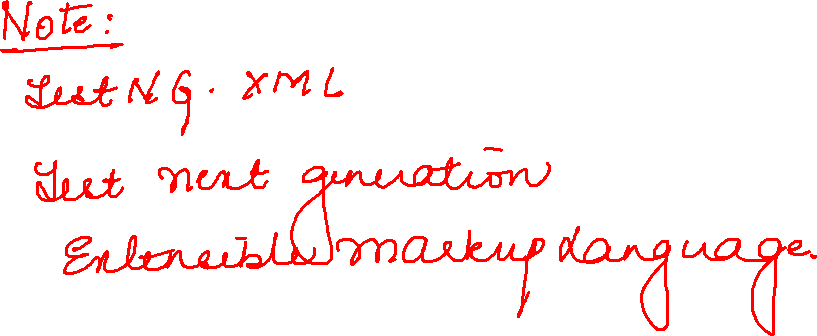 Note:
TestNG. XML
Test next generation
Extensible markup Language.